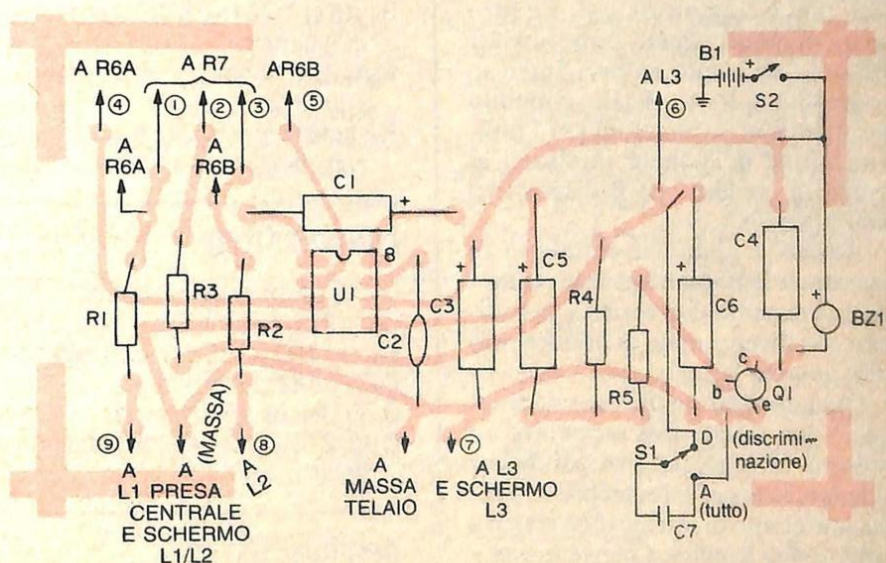 A R6A
A R7
AR6B
④
①
②
③
⑤
A
R6A
A
R6B
A L3
⑥
B1
+
S2
C1
+
8
U1
R1
R3
R2
C2
C3
+
C5
+
R4
R5
+
C6
C4
+
BZ1
c
b
e
Q1
⑨
(MASSA)
⑧
⑦
A
L1 PRESA
CENTRALE
E SCHERMO
L1/L2
A
A
L2
A
MASSA
TELAIO
A L3
E SCHERMO
L3
S1
D
(discrimi-
nazione)
A
(tutto)
C7